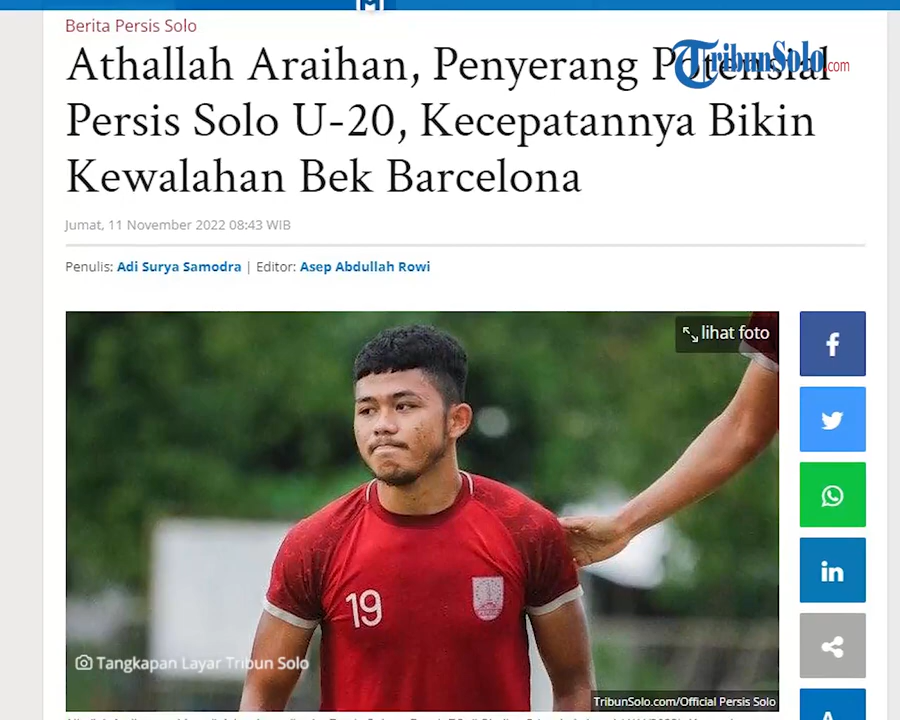 Berita Persis Solo
TribunSolo.com
Athallah Araihan, Penyerang Potensial
Persis Solo U-20, Kecepatannya Bikin
Kewalahan Bek Barcelona
Jumat, 11 November 2022 08:43 WIB
Penulis: Adi Surya Samodra | Editor: Asep Abdullah Rowi
lihat foto
19
Tangkapan Layar Tribun Solo
TribunSolo.com/Official Persis Solo